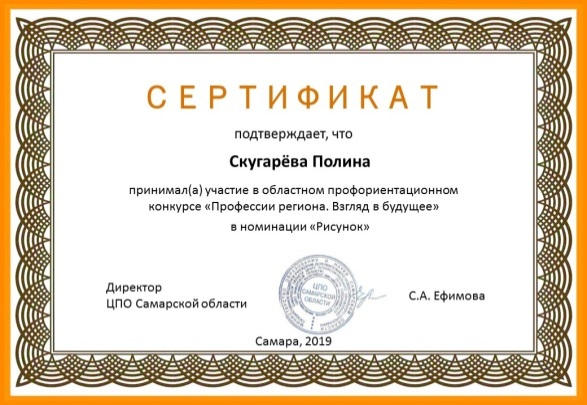 СЕРТИФИКАТ
подтверждает, что
Скугарёва Полина
принимал(а) участие в областном профориентационном
конкурсе «Профессии региона. Взгляд в будущее»
в номинации «Рисунок»
Директор
ЦПО Самарской области
ЦПО
САМАРСКОЙ
ОБЛАСТИ
С.А. Ефимова
Самара, 2019